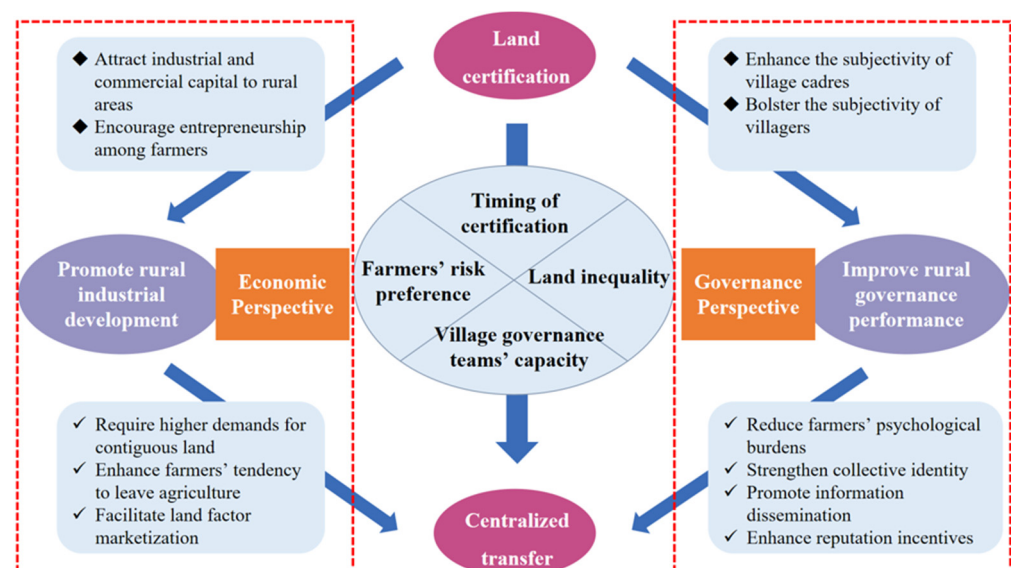 Land
certification
◆ Attract industrial and
commercial capital to rural
areas
◆ Encourage entrepreneurship
among farmers
◆ Enhance the subjectivity of
village cadres
◆ Bolster the subjectivity of
villagers
Timing of
certification
Farmers' risk
preference
Land inequality
Village governance
teams' capacity
Promote rural
industrial
development
Economic
Perspective
Governance
Perspective
Improve rural
governance
performance
✓ Require higher demands for
contiguous land
✓ Enhance farmers' tendency
to leave agriculture
✓ Facilitate land factor
marketization
✓ Reduce farmers' psychological
burdens
✓ Strengthen collective identity
✓ Promote information
dissemination
✓ Enhance reputation incentives
Centralized
transfer